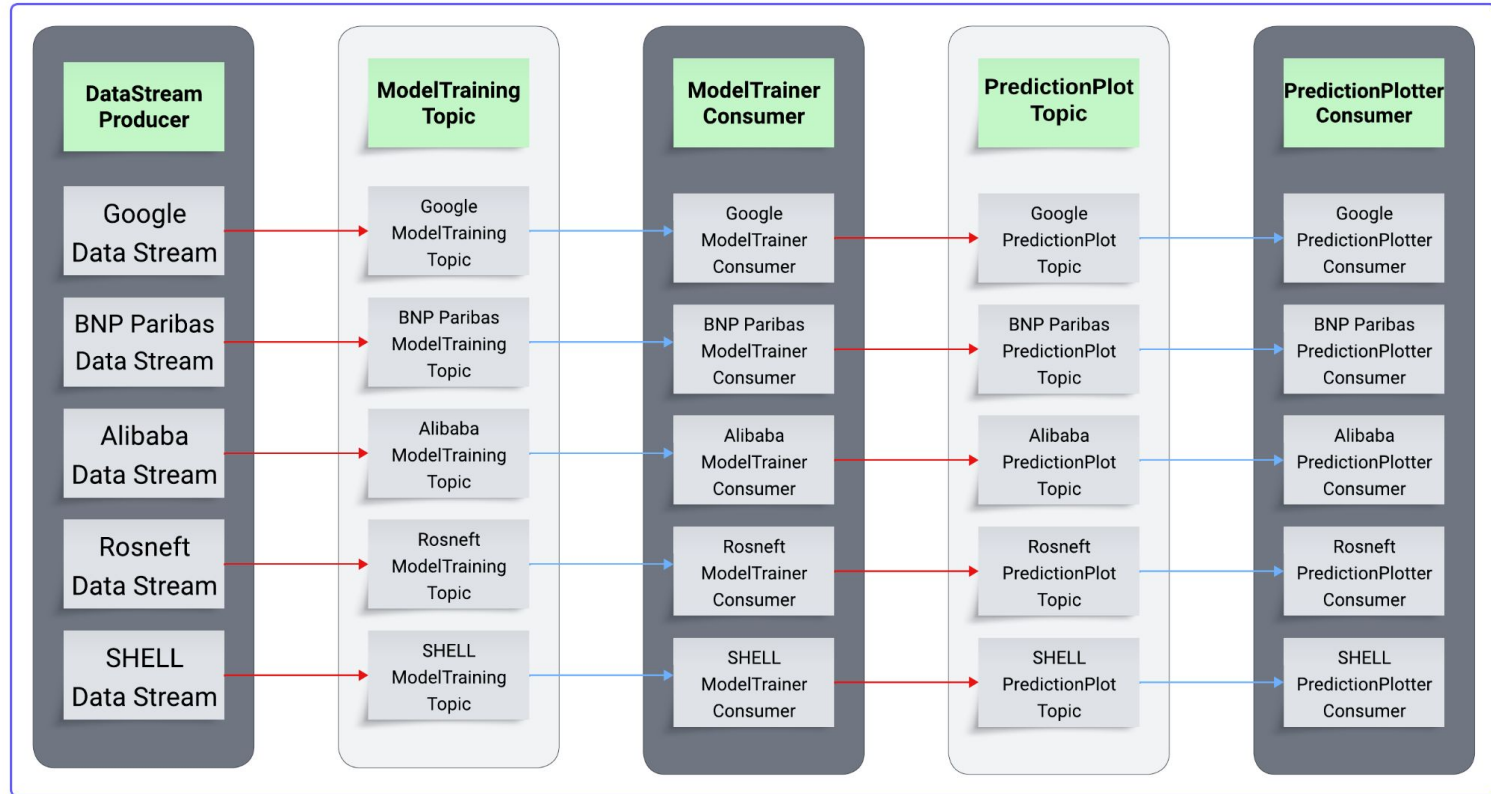 DataStream
Producer
Google
Data Stream
BNP Paribas
Data Stream
Alibaba
Data Stream
Rosneft
Data Stream
SHELL
Data Stream
ModelTraining
Topic
Google
ModelTraining
Topic
BNP Paribas
ModelTraining
Topic
Alibaba
ModelTraining
Topic
Rosneft
ModelTraining
Topic
SHELL
ModelTraining
Topic
ModelTrainer
Consumer
Google
ModelTrainer
Consumer
BNP Paribas
ModelTrainer
Consumer
Alibaba
ModelTrainer
Consumer
Rosneft
ModelTrainer
Consumer
SHELL
ModelTrainer
Consumer
PredictionPlot
Topic
Google
PredictionPlot
Topic
BNP Paribas
PredictionPlot
Topic
Alibaba
PredictionPlot
Topic
Rosneft
PredictionPlot
Topic
SHELL
PredictionPlot
Topic
PredictionPlotter
Consumer
Google
PredictionPlotter
Consumer
BNP Paribas
PredictionPlotter
Consumer
Alibaba
PredictionPlotter
Consumer
Rosneft
PredictionPlotter
Consumer
SHELL
PredictionPlotter
Consumer